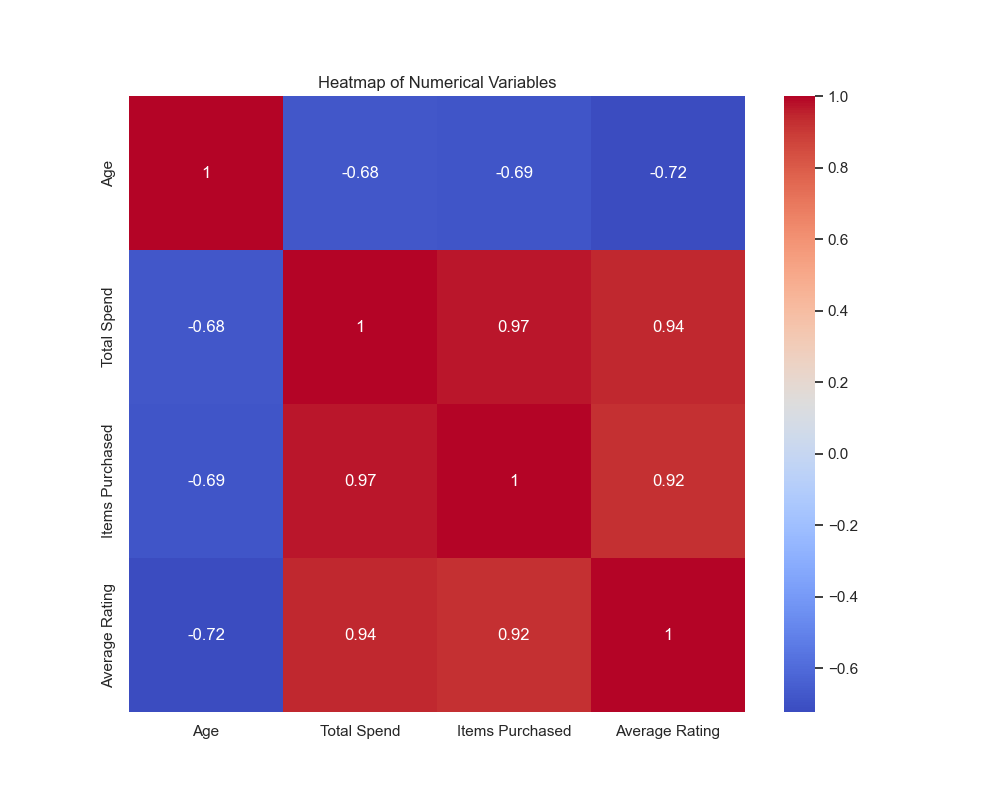 Heatmap of Numerical Variables
Age
1
-0.68
-0.69
-0.72
Total Spend
-0.68
1
0.97
0.94
Items Purchased
-0.69
0.97
1
0.92
Average Rating
-0.72
0.94
0.92
1
Age
Total Spend
Items Purchased
Average Rating
1.0
0.8
0.6
0.4
0.2
0.0
−0.2
−0.4
−0.6